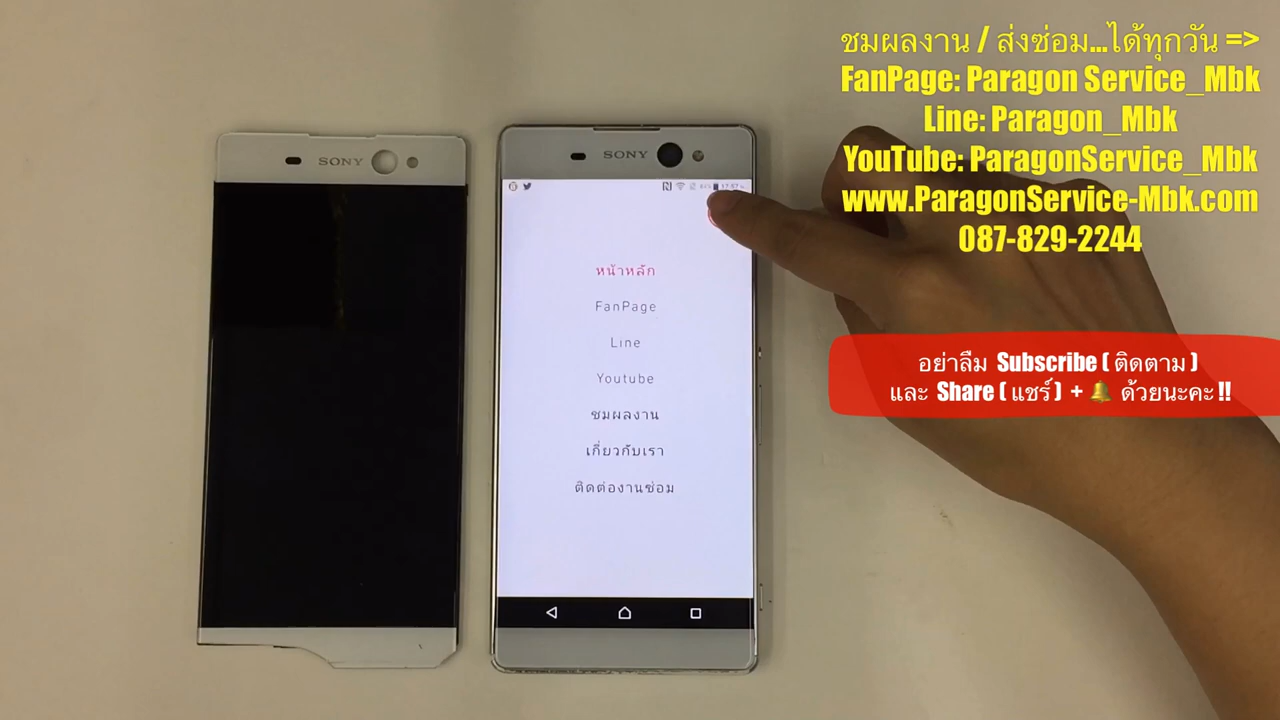 ชมผลงาน / ส่งซ่อม...ได้ทุกวัน =>
FanPage: Paragon Service_Mbk
Line: Paragon_Mbk
YouTube: ParagonService_Mbk
www.ParagonService-Mbk.com
087-829-2244
อย่าลืม Subscribe ( ติดตาม )
และ Share ( แชร์ ) + 🔔 ด้วยนะคะ !!
SONY
SONY
หน้าหลัก
FanPage
Line
Youtube
ชมผลงาน
เกี่ยวกับเรา
ติดต่องานซ่อม